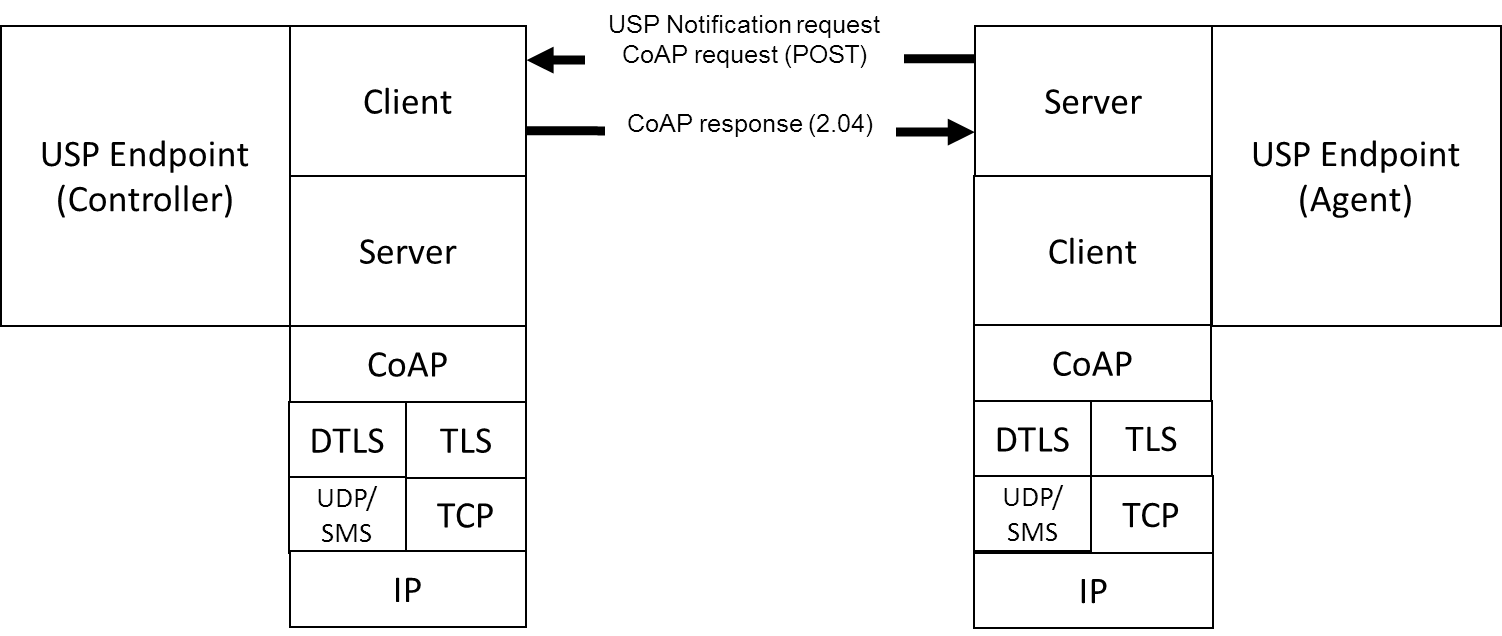 USP Notification request
CoAP request (POST)
CoAP response (2.04)
USP Endpoint
(Controller)
Client
Server
CoAP
DTLS
TLS
UDP/
SMS
TCP
IP
Server
Client
CoAP
DTLS
TLS
UDP/
SMS
TCP
IP
USP Endpoint
(Agent)